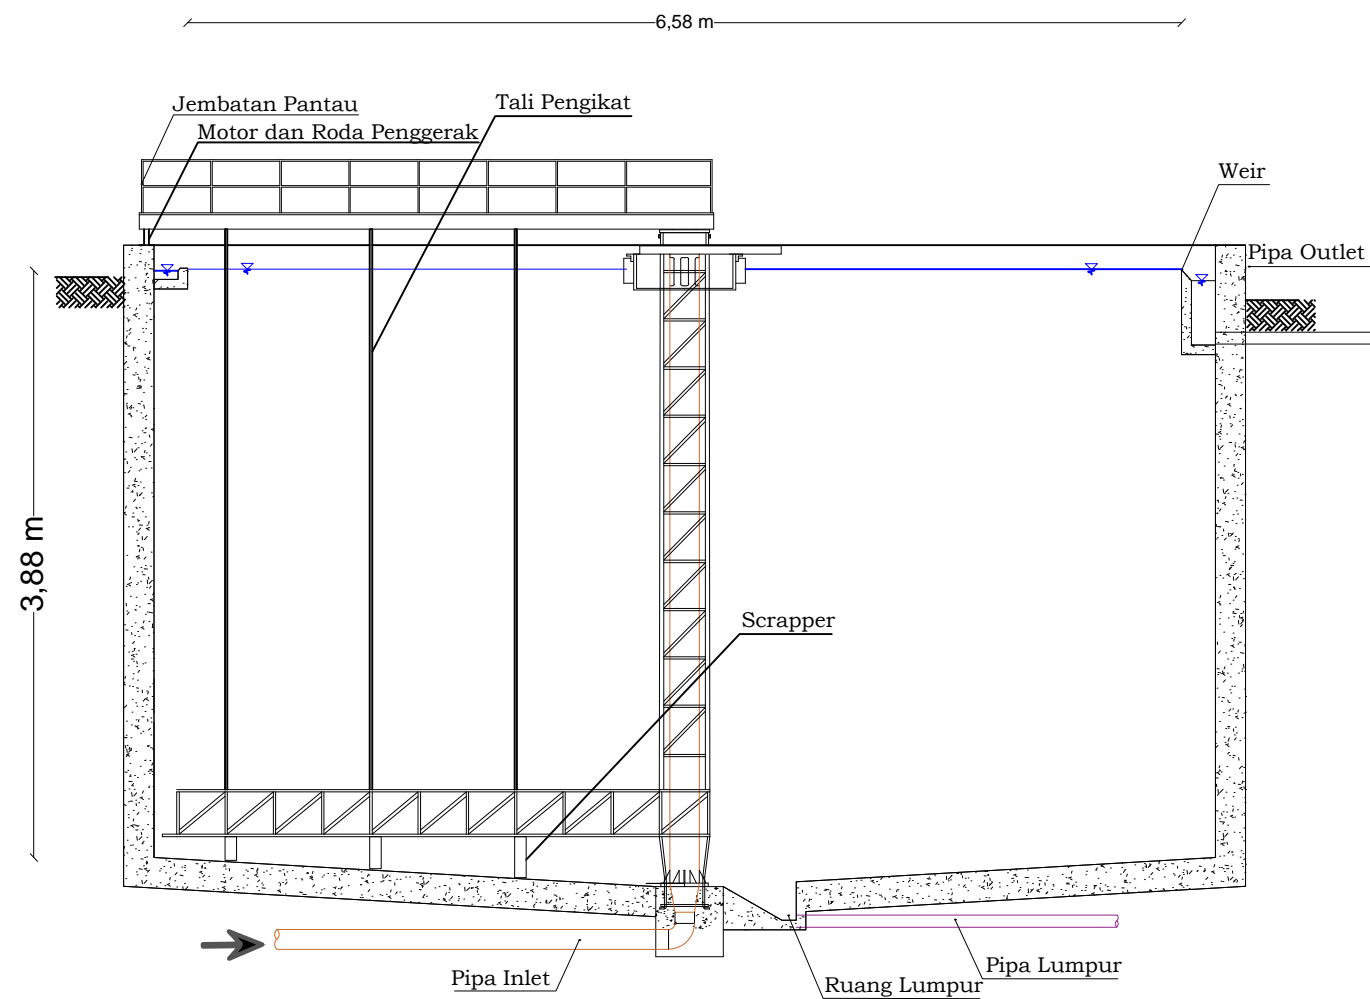 6,58 m
Jembatan Pantau
Tali Pengikat
Motor dan Roda Penggerak
Weir
Pipa Outlet
3,88 m
Scrapper
Pipa Inlet
Pipa Lumpur
Ruang Lumpur